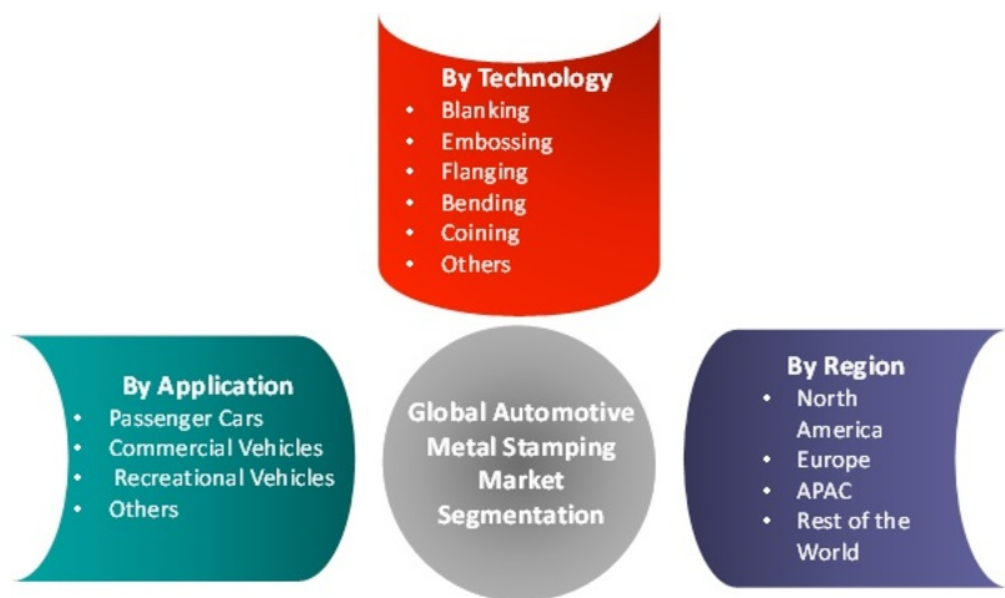 By Technology
• Blanking
• Embossing
• Flanging
• Bending
• Coining
• Others
By Application
• Passenger Cars
• Commercial Vehicles
• Recreational Vehicles
• Others
Global Automotive
Metal Stamping
Market
Segmentation
By Region
• North
America
• Europe
• APAC
• Rest of the
World